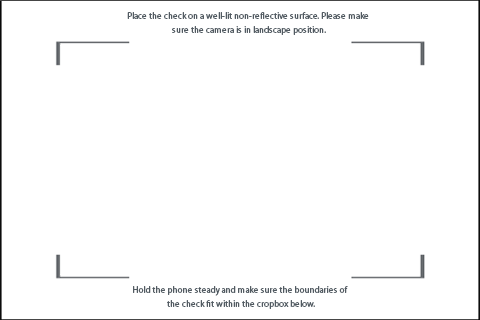 Place the check on a well-lit non-reflective surface. Please make
sure the camera is in landscape position.
Hold the phone steady and make sure the boundaries of
the check fit within the cropbox below.